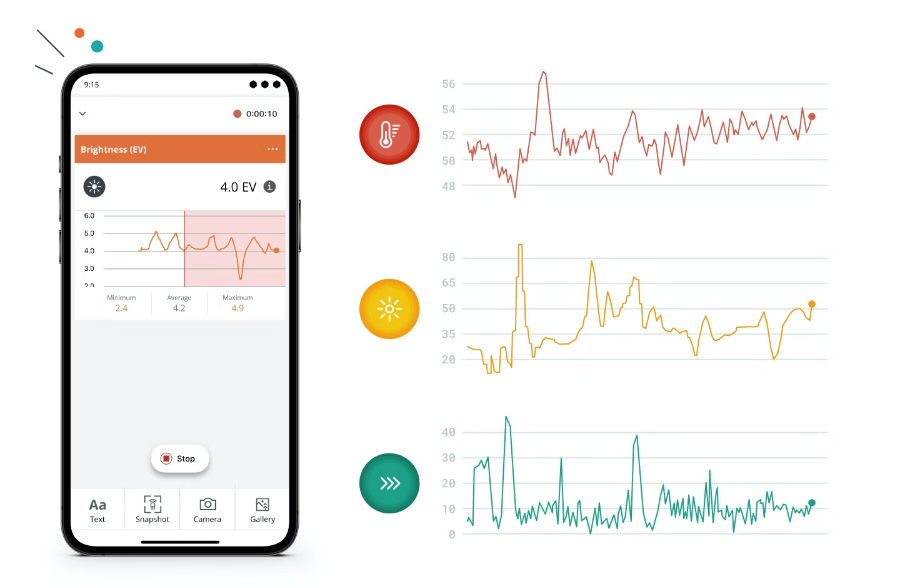 9:15
0:00:10
Brightness (EV)
4.0 EV
i
6.0
5.0
4.0
3.0
2.0
Minimum
Average
Maximum
2.4
4.2
4.9
Stop
Aa
Text
Snapshot
Camera
Gallery
56
54
52
50
48
80
65
50
35
20
40
30
20
10
0